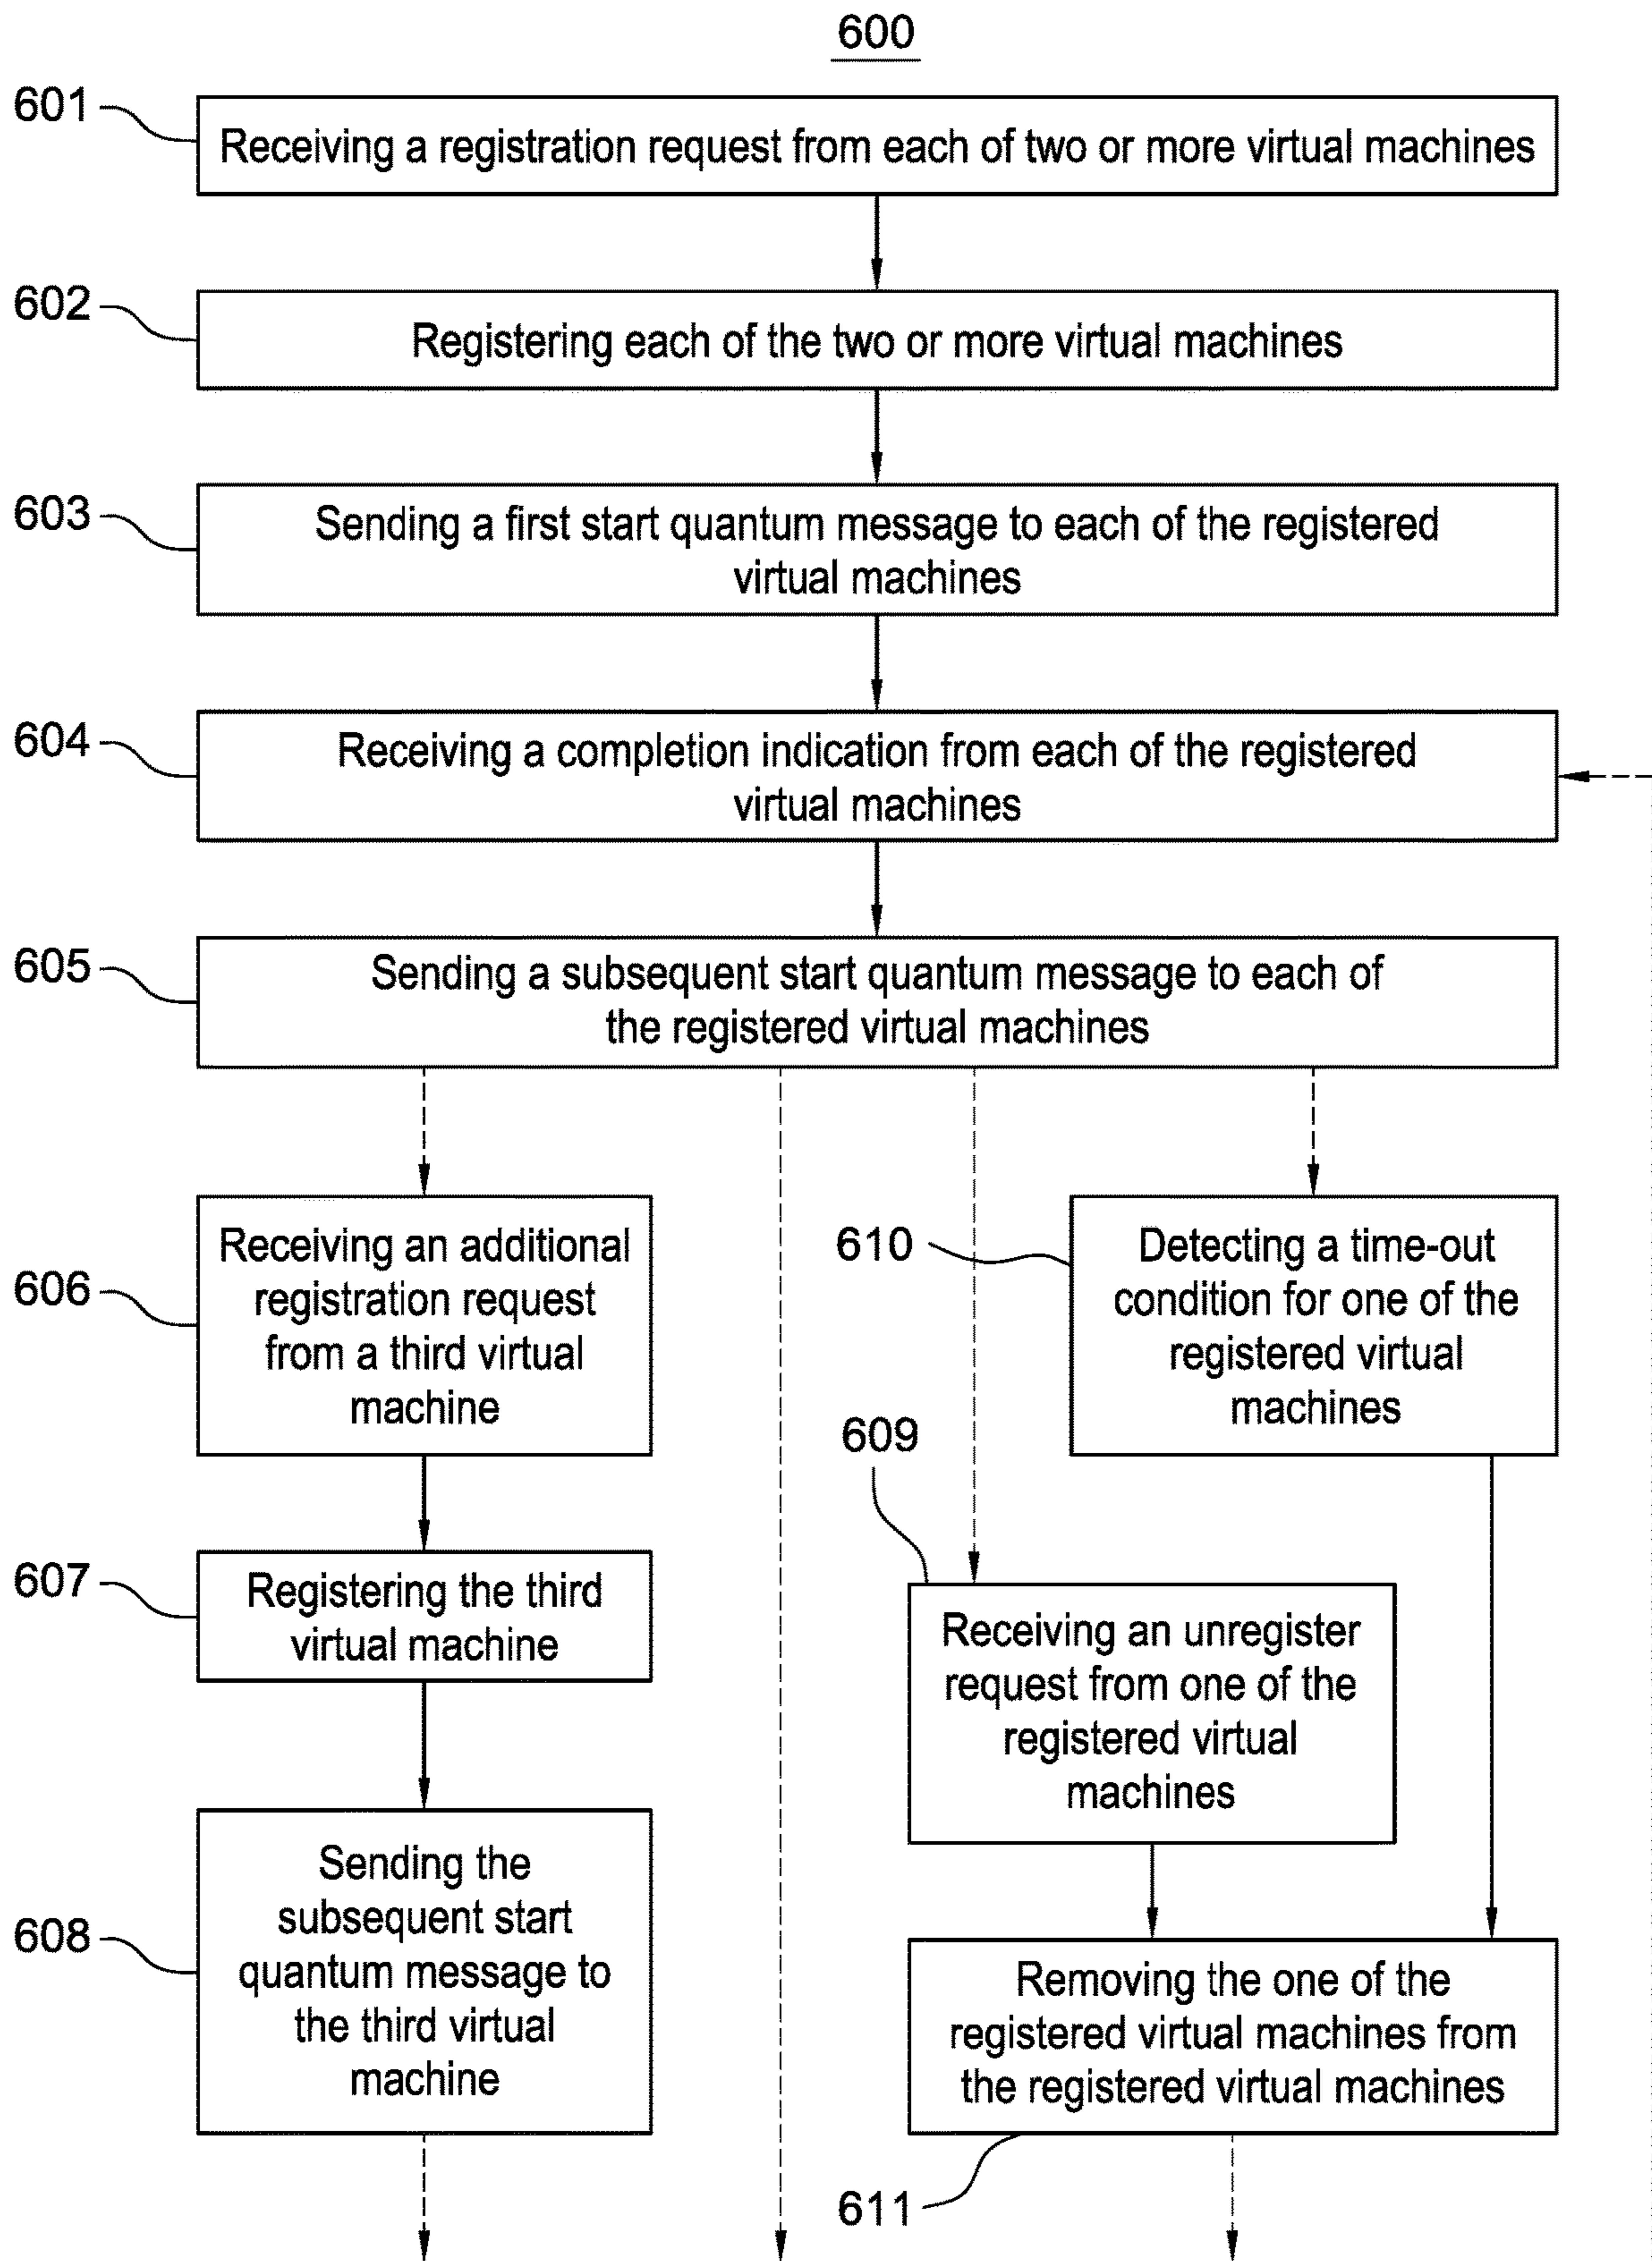 600
601
Receiving a registration request from each of two or more virtual machines
602
Registering each of the two or more virtual machines
603
Sending a first start quantum message to each of the registered
virtual machines
604
Receiving a completion indication from each of the registered
virtual machines
605
Sending a subsequent start quantum message to each of
the registered virtual machines
606
Receiving an additional
registration request
from a third virtual
machine
610
Detecting a time-out
condition for one of the
registered virtual
machines
607
Registering the third
virtual machine
609
Receiving an unregister
request from one of the
registered virtual
machines
608
Sending the
subsequent start
quantum message to
the third virtual
machine
Removing the one of the
registered virtual machines from
the registered virtual machines
611